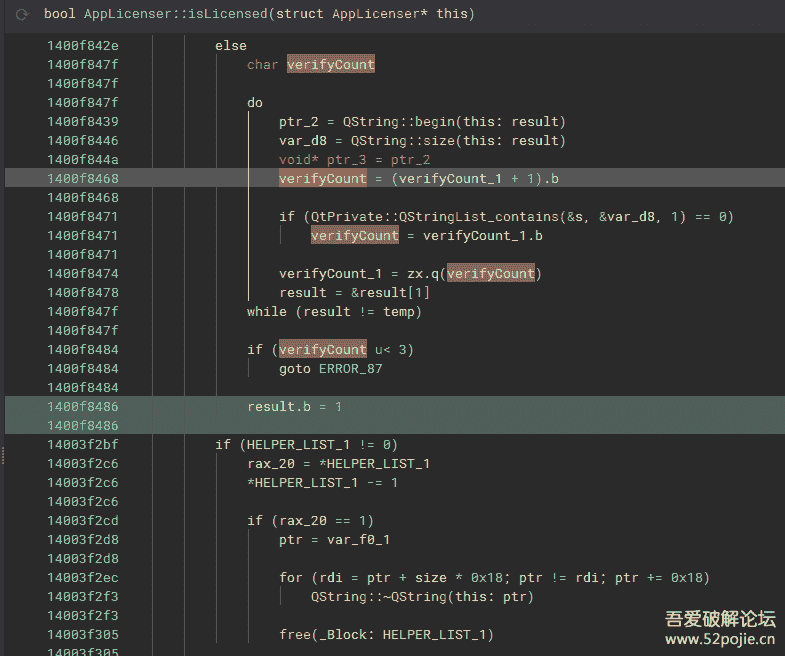 bool AppLicenser::isLicensed(struct AppLicenser* this)
1400f842e else
1400f847f char verifyCount
1400f847f
1400f847f do
1400f8439 ptr_2 = QString::begin(this: result)
1400f8446 var_d8 = QString::size(this: result)
1400f844a void* ptr_3 = ptr_2
1400f8468 verifyCount = (verifyCount_1 + 1).b
1400f8468
1400f8471 if (QtPrivate::QStringList_contains(&s, &var_d8, 1) == 0)
1400f8471 verifyCount = verifyCount_1.b
1400f8471
1400f8474 verifyCount_1 = zx.q(verifyCount)
1400f8478 result = &result[1]
1400f847f while (result != temp)
1400f847f
1400f8484 if (verifyCount u< 3)
1400f8484 goto ERROR_87
1400f8484
1400f8486 result.b = 1
1400f8486
14003f2bf if (HELPER_LIST_1 != 0)
14003f2c6 rax_20 = *HELPER_LIST_1
14003f2c6 *HELPER_LIST_1 -= 1
14003f2c6
14003f2cd if (rax_20 == 1)
14003f2d8 ptr = var_f0_1
14003f2d8
14003f2ec for (rdi = ptr + size * 0x18; ptr != rdi; ptr += 0x18)
14003f2f3 QString::~QString(this: ptr)
14003f2f3
14003f305 free(_Block: HELPER_LIST_1)
14003f305
吾爱破解论坛
www.52pojie.cn